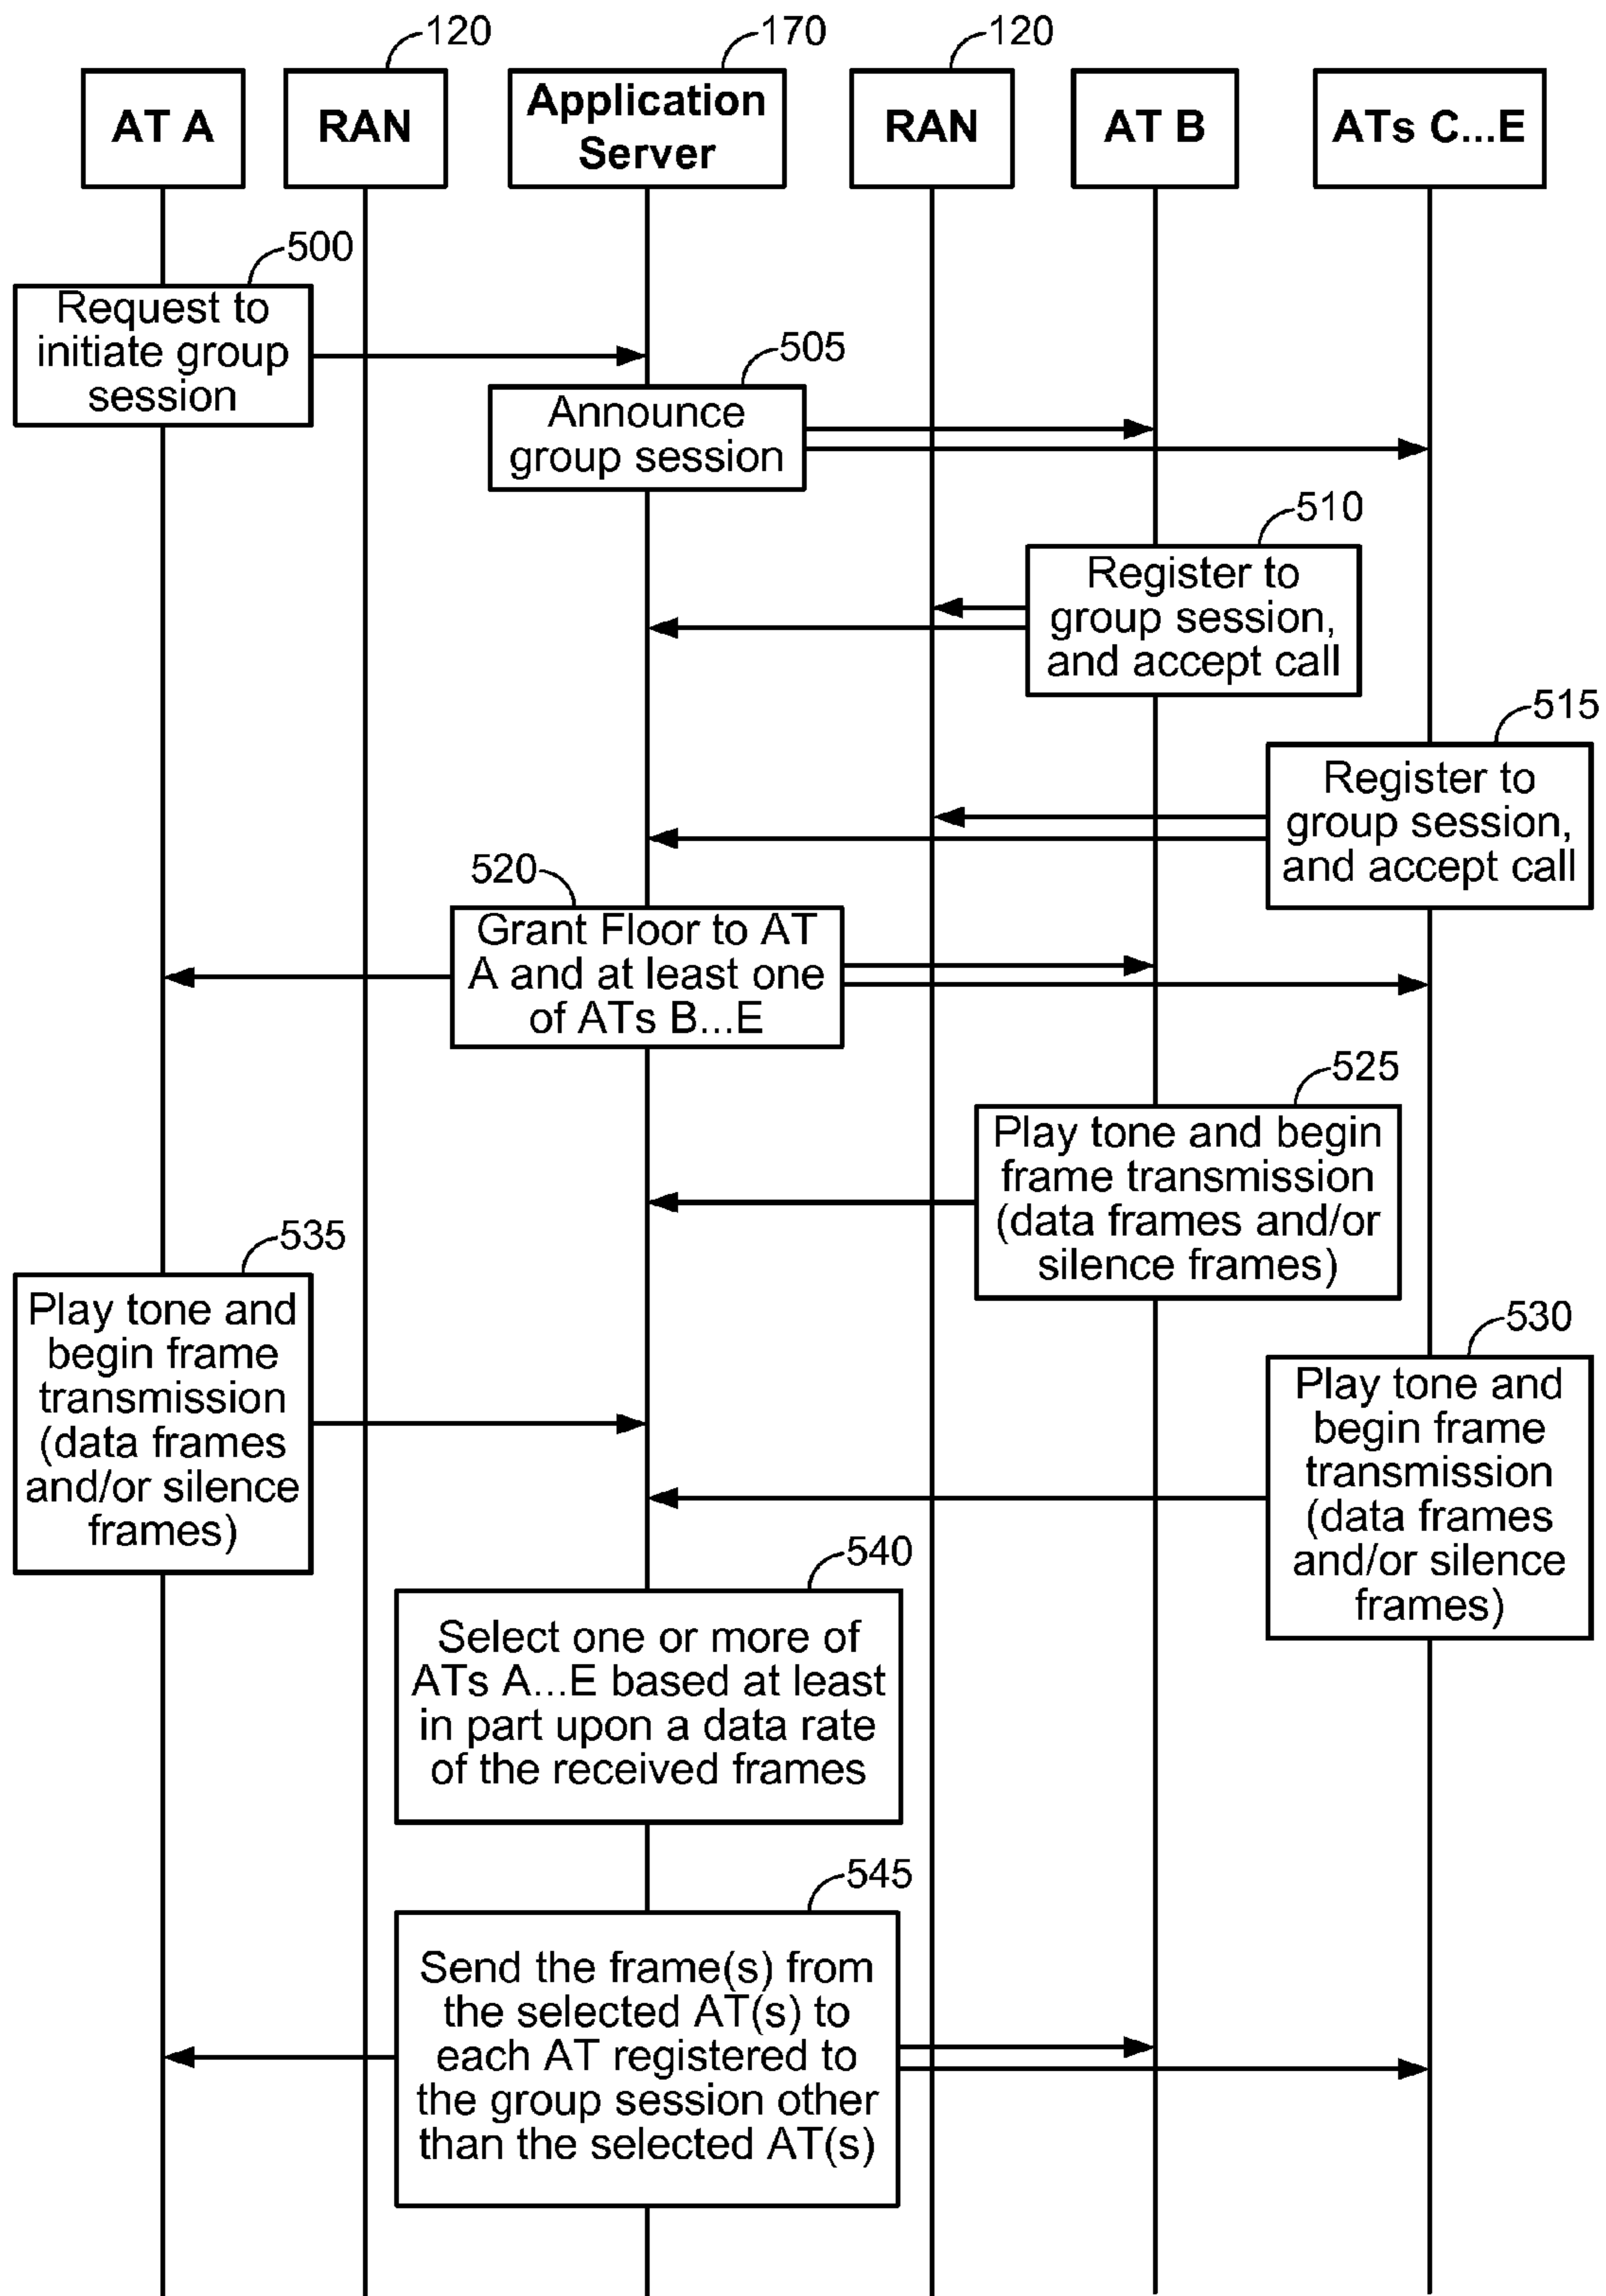 120
170
120
AT A
RAN
Application
Server
RAN
AT B
ATs C...E
500
Request to
initiate group
session
505
Announce
group session
510
Register to
group session,
and accept call
515
Register to
group session,
and accept call
520
Grant Floor to AT
A and at least one
of ATs B...E
525
Play tone and begin
frame transmission
(data frames and/or
silence frames)
535
Play tone and
begin frame
transmission
(data frames
and/or silence
frames)
530
Play tone and
begin frame
transmission
(data frames
and/or silence
frames)
540
Select one or more of
ATs A...E based at least
in part upon a data rate
of the received frames
545
Send the frame(s) from
the selected AT(s) to
each AT registered to
the group session other
than the selected AT(s)